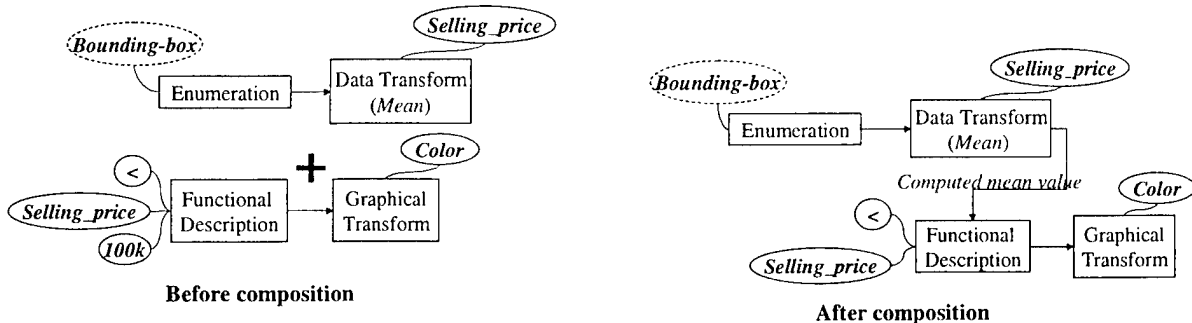 Selling_price
Bounding-box
Enumeration
Data Transform
(Mean)
+
Color
<
Selling_price
100k
Functional
Description
Graphical
Transform
Before composition
Selling_price
Bounding-box
Enumeration
Data Transform
(Mean)
Computed mean value
Color
<
Selling_price
Functional
Description
Graphical
Transform
After composition